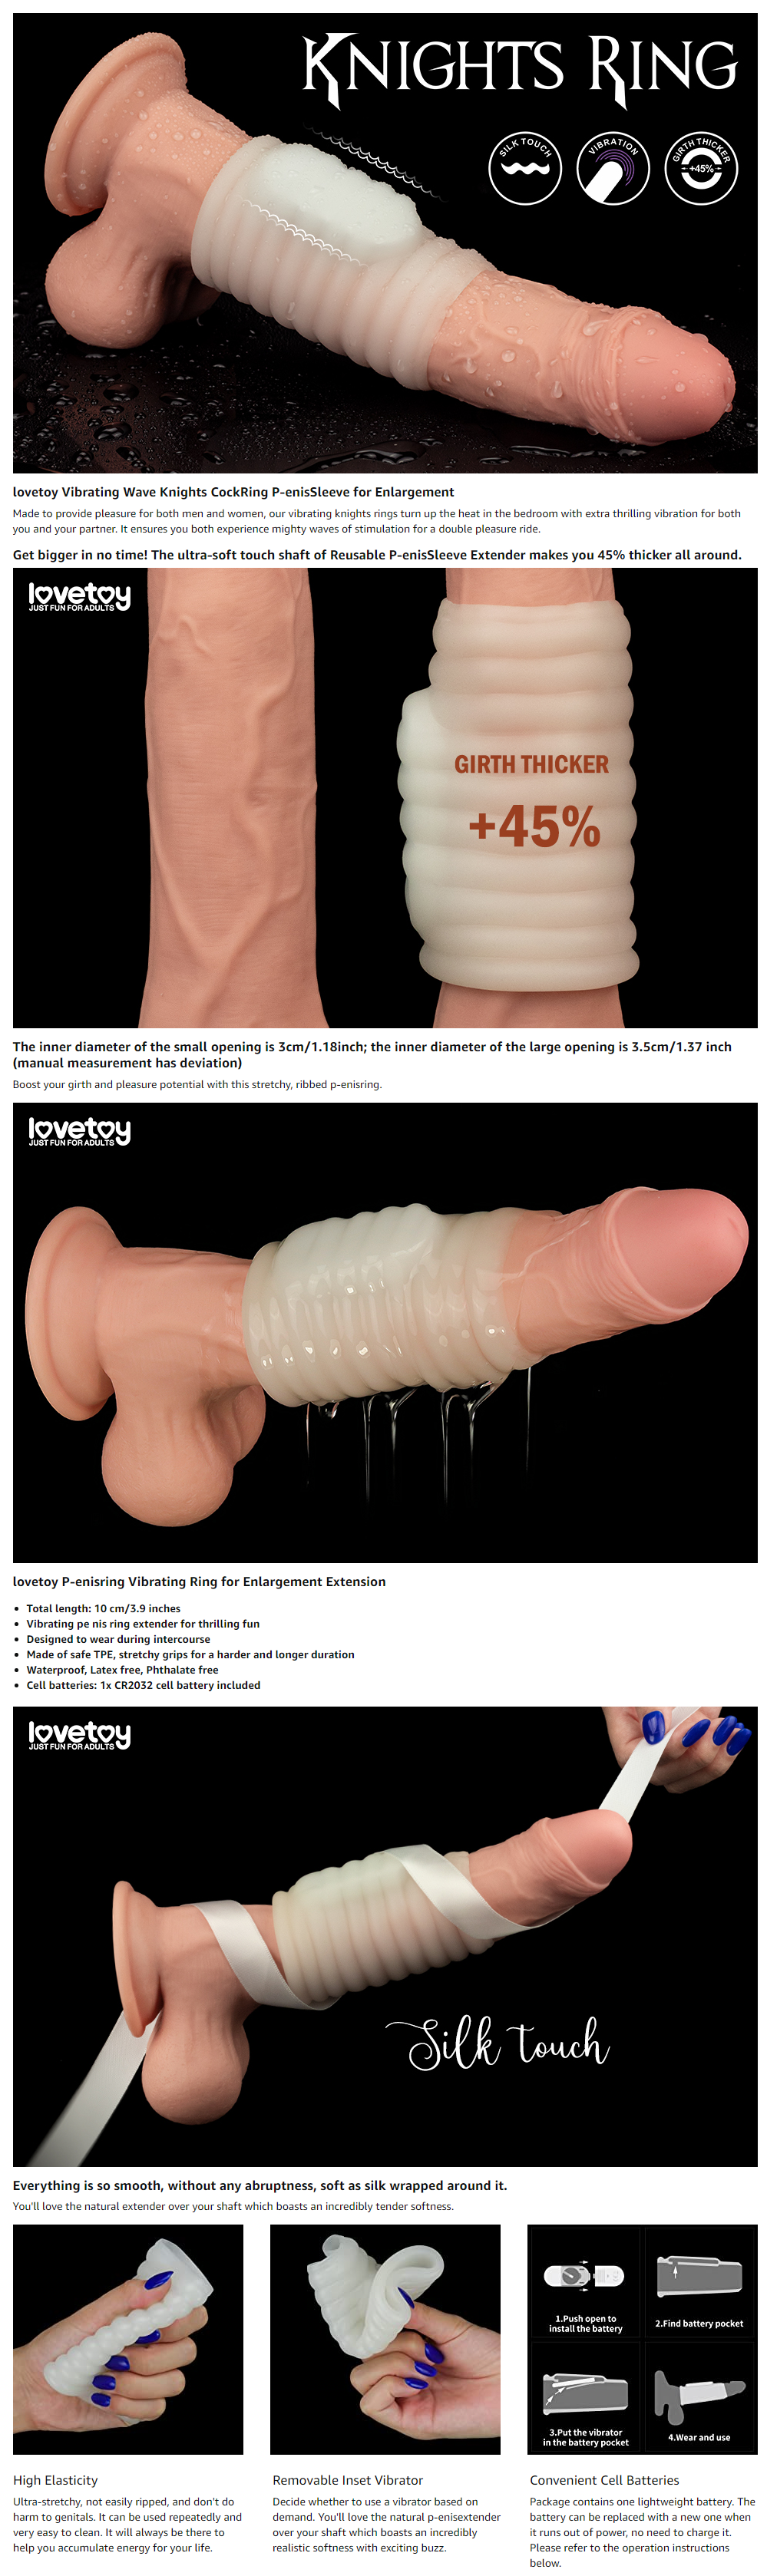 KNIGHTS RING
SILK TOUCH
VIBRATION
GIRTH THICKER
+45%
lovetoy Vibrating Wave Knights CockRing P-enisSleeve for Enlargement
Made to provide pleasure for both men and women, our vibrating knights rings turn up the heat in the bedroom with extra thrilling vibration for both
you and your partner. It ensures you both experience mighty waves of stimulation for a double pleasure ride.
Get bigger in no time! The ultra-soft touch shaft of Reusable P-enisSleeve Extender makes you 45% thicker all around.
lovetoy
JUST FUN FOR ADULTS
GIRTH THICKER
+45%
The inner diameter of the small opening is 3cm/1.18inch; the inner diameter of the large opening is 3.5cm/1.37 inch
(manual measurement has deviation)
Boost your girth and pleasure potential with this stretchy, ribbed p-enisring.
lovetoy
JUST FUN FOR ADULTS
lovetoy P-enisring Vibrating Ring for Enlargement Extension
• Total length: 10 cm/3.9 inches
• Vibrating pe nis ring extender for thrilling fun
• Designed to wear during intercourse
• Made of safe TPE, stretchy grips for a harder and longer duration
• Waterproof, Latex free, Phthalate free
• Cell batteries: 1x CR2032 cell battery included
lovetoy
JUST FUN FOR ADULTS
Silk touch
Everything is so smooth, without any abruptness, soft as silk wrapped around it.
You'll love the natural extender over your shaft which boasts an incredibly tender softness.
1.Push open to
install the battery
2.Find battery pocket
3.Put the vibrator
in the battery pocket
4.Wear and use
High Elasticity
Ultra-stretchy, not easily ripped, and don't do
harm to genitals. It can be used repeatedly and
very easy to clean. It will always be there to
help you accumulate energy for your life.
Removable Inset Vibrator
Decide whether to use a vibrator based on
demand. You'll love the natural p-enisextender
over your shaft which boasts an incredibly
realistic softness with exciting buzz.
Convenient Cell Batteries
Package contains one lightweight battery. The
battery can be replaced with a new one when
it runs out of power, no need to charge it.
Please refer to the operation instructions
below.